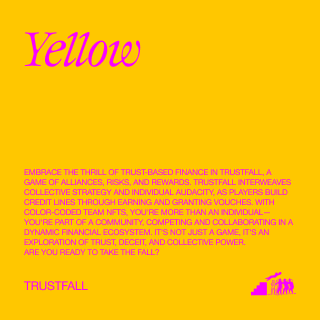 Yellow
EMBRACE THE THRILL OF TRUST-BASED FINANCE IN TRUSTFALL, A
GAME OF ALLIANCES, RISKS, AND REWARDS. TRUSTFALL INTERWEAVES
COLLECTIVE STRATEGY AND INDIVIDUAL AUDACITY, AS PLAYERS BUILD
CREDIT LINES THROUGH EARNING AND GRANTING VOUCHES. WITH
COLOR-CODED TEAM NFTS, YOU'RE MORE THAN AN INDIVIDUAL—
YOU'RE PART OF A COMMUNITY, COMPETING AND COLLABORATING IN A
DYNAMIC FINANCIAL ECOSYSTEM. IT'S NOT JUST A GAME, IT'S AN
EXPLORATION OF TRUST, DECEIT, AND COLLECTIVE POWER.
ARE YOU READY TO TAKE THE FALL?
TRUSTFALL